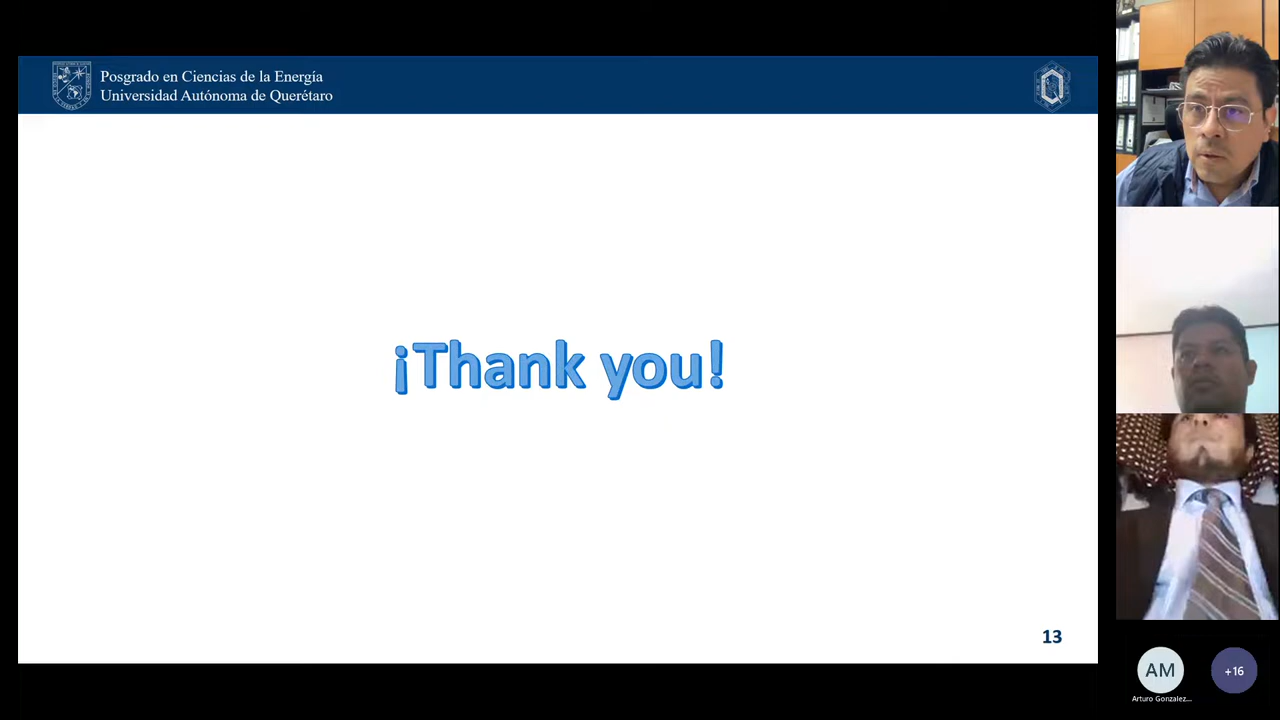 Posgrado en Ciencias de la Energía
Universidad Autónoma de Querétaro
¡Thank you!
13
AM
+16
Arturo Gonzalez...